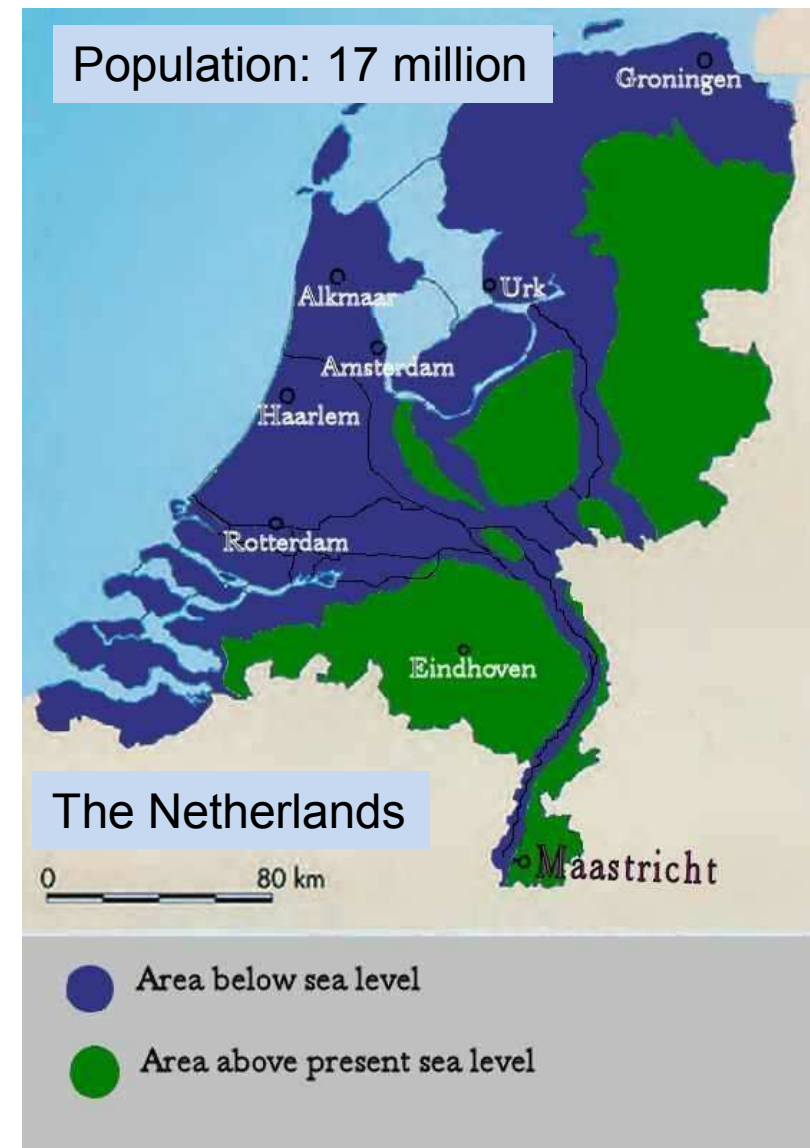 Population: 17 million
Groningen
Alkmaar
Urk
Amsterdam
Haarlem
Rotterdam
Eindhoven
The Netherlands
Maastricht
0 80 km
Area below sea level
Area above present sea level